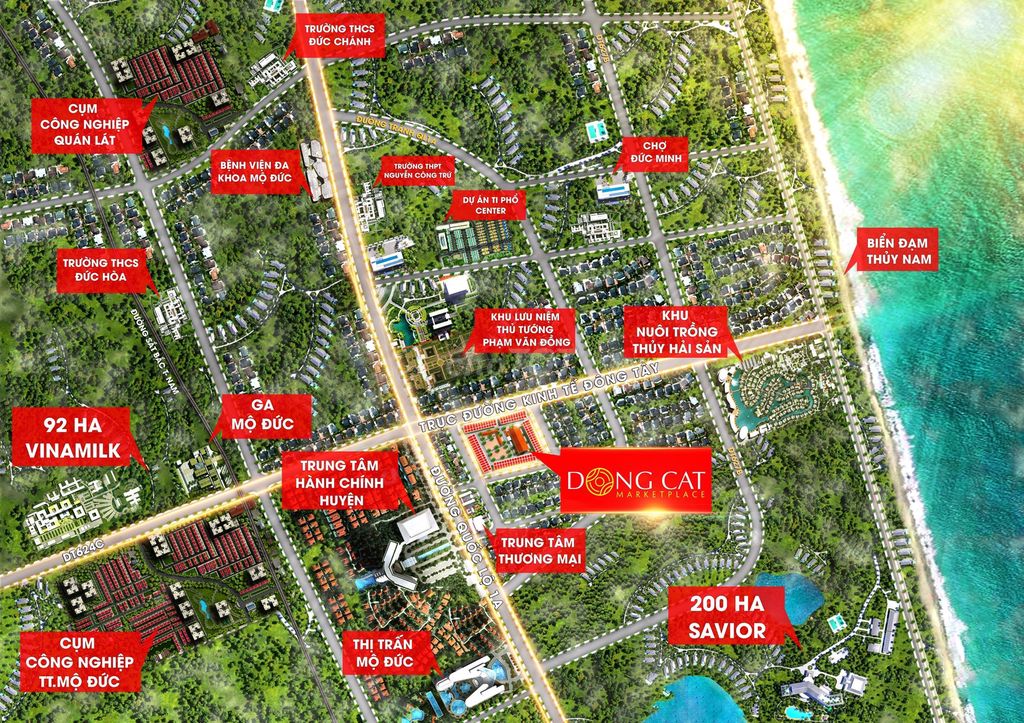 TRƯỜNG THCS
ĐỨC CHÁNH
CỤM
CÔNG NGHIỆP
QUÁN LÁT
BỆNH VIỆN ĐA
KHOA MỘ ĐỨC
TRƯỜNG THPT
NGUYỄN CÔNG TRỨ
CHỢ
ĐỨC MINH
DỰ ÁN TI PHỐ
CENTER
BIỂN ĐẠM
THỦY NAM
TRƯỜNG THCS
ĐỨC HÒA
ĐƯỜNG SẮT BẮC - NAM
KHU LƯU NIỆM
THỦ TƯỚNG
PHẠM VĂN ĐỒNG
KHU
NUÔI TRỒNG
THỦY HẢI SẢN
TRỤC ĐƯỜNG KINH TẾ ĐÔNG TÂY
GA
MỘ ĐỨC
92 HA
VINAMILK
TRUNG TÂM
HÀNH CHÍNH
HUYỆN
DONG CAT
MARKETPLACE
ĐƯỜNG QUỐC LỘ 1A
TRUNG TÂM
THƯƠNG MẠI
DT624C
200 HA
SAVIOR
CỤM
CÔNG NGHIỆP
TT.MỘ ĐỨC
THỊ TRẤN
MỘ ĐỨC